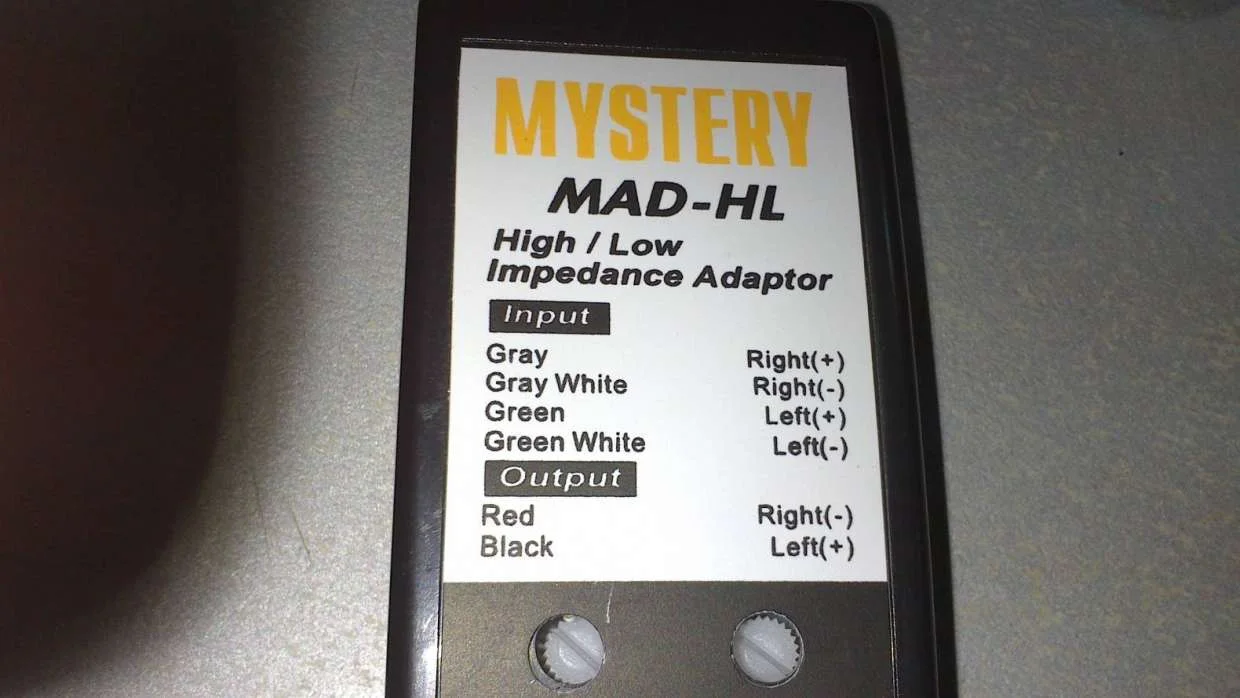 MYSTERY
MAD-HL
High / Low
Impedance Adaptor
Input
Gray Right(+)
Gray White Right(-)
Green Left(+)
Green White Left(-)
Output
Red Right(-)
Black Left(+)